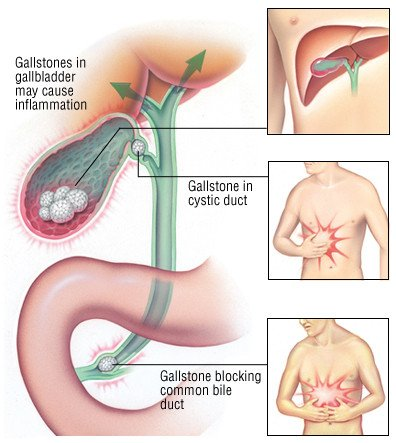 Gallstones in
gallbladder
may cause
inflammation
Gallstone in
cystic duct
Gallstone blocking
common bile
duct